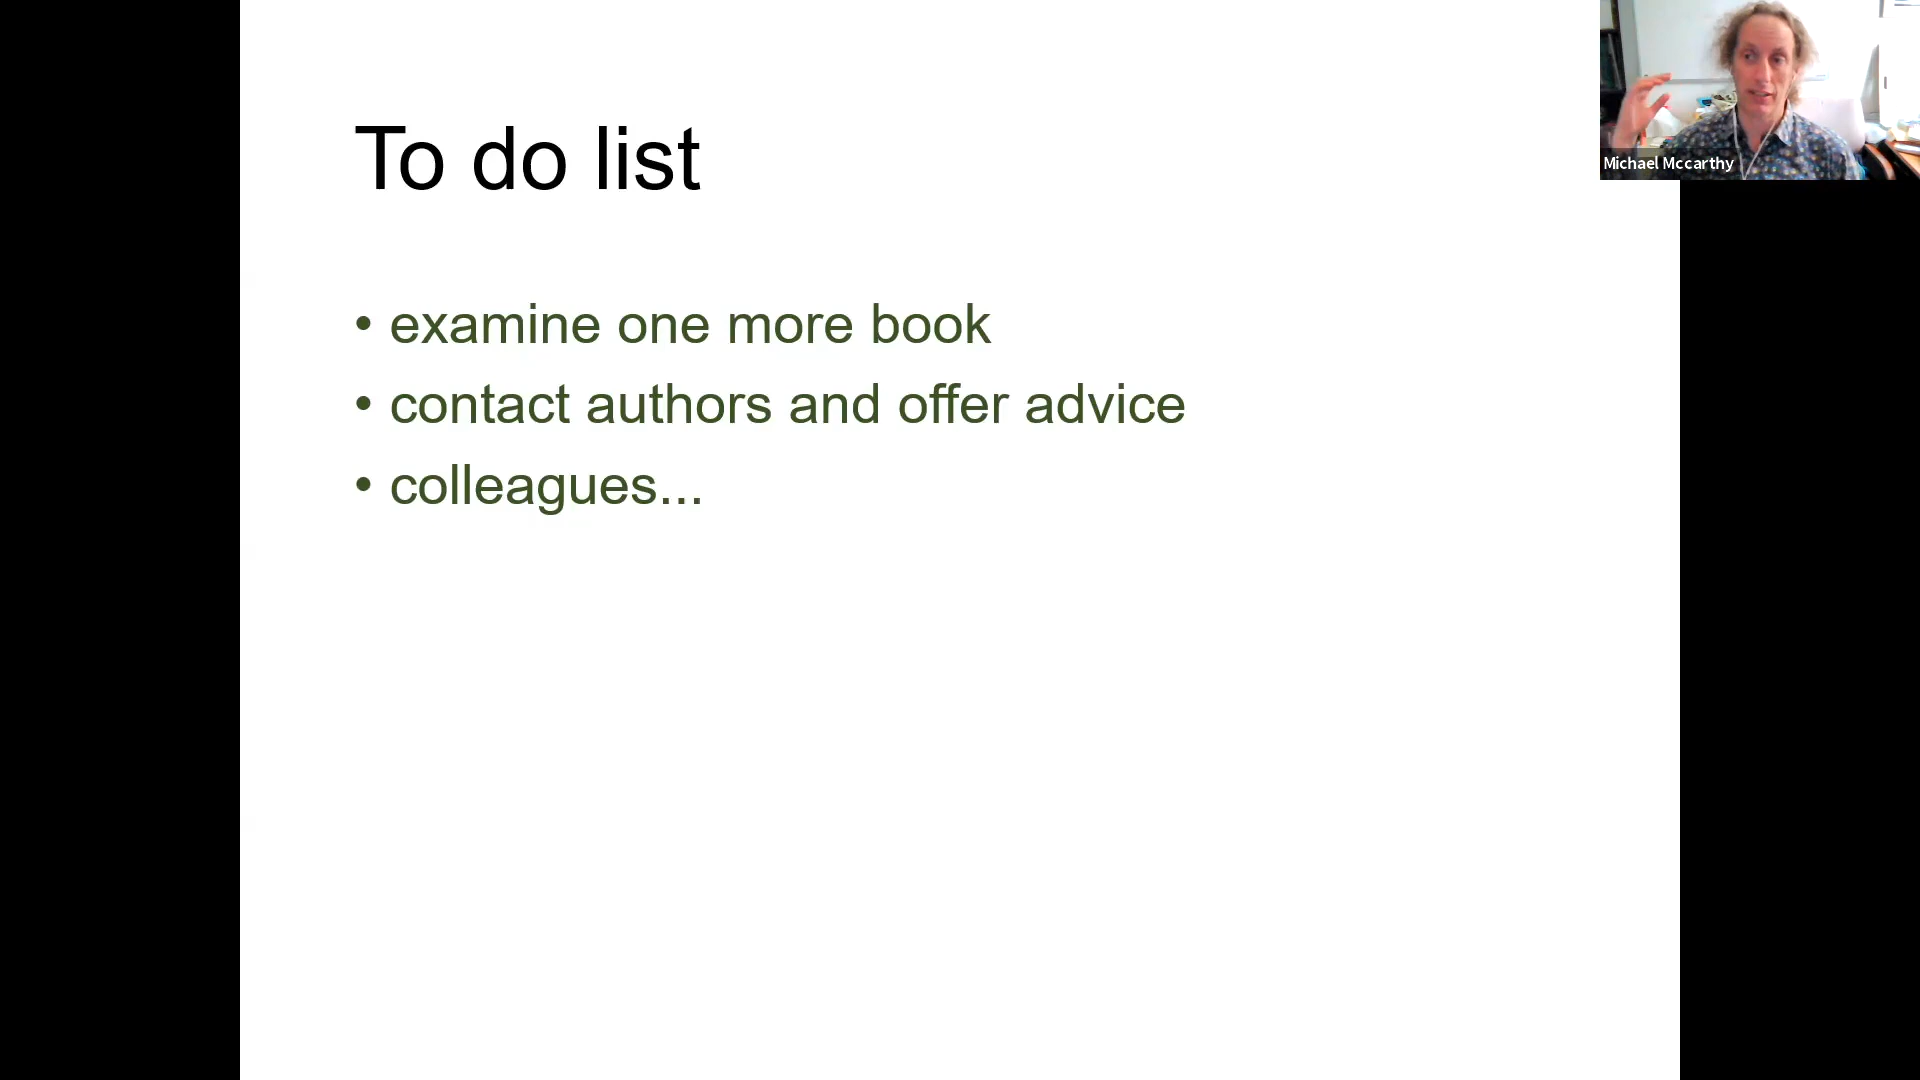 To do list
• examine one more book
• contact authors and offer advice
• colleagues...
Michael Mccarthy